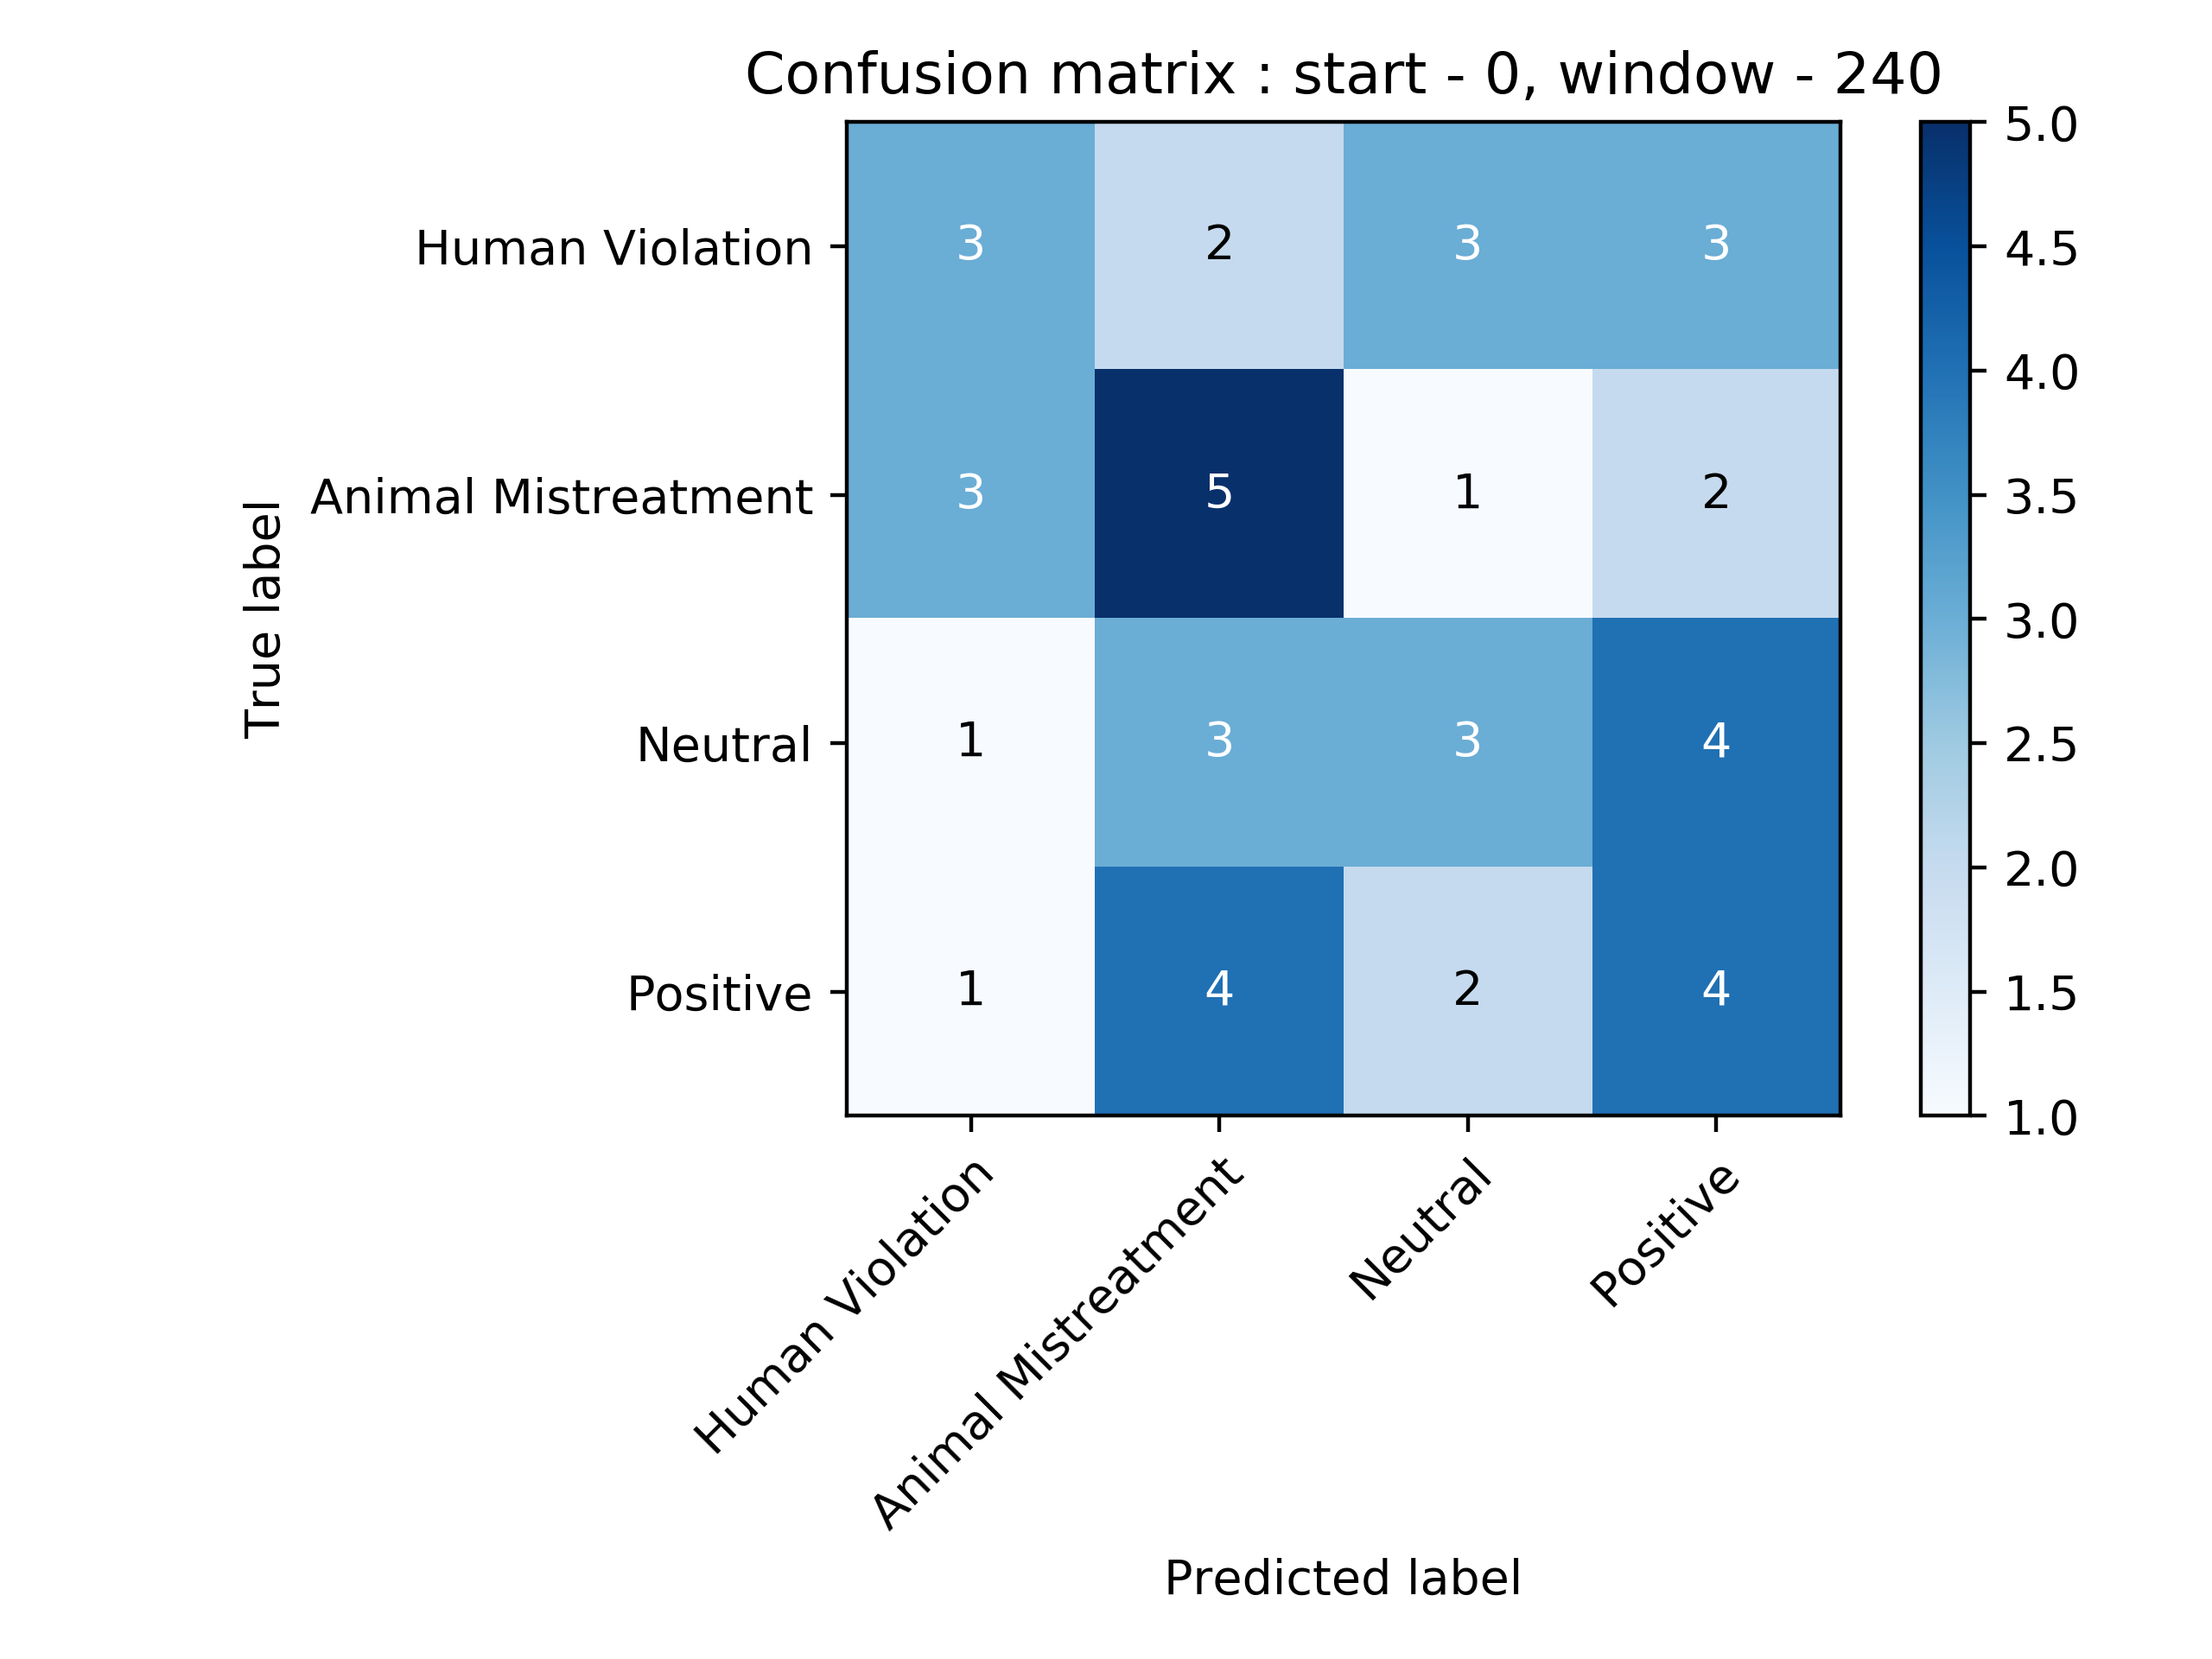 Confusion matrix : start - 0, window - 240
True label
Human Violation 3 2 3 3
Animal Mistreatment 3 5 1 2
Neutral 1 3 3 4
Positive 1 4 2 4
Human Violation
Animal Mistreatment
Neutral
Positive
Predicted label
5.0
4.5
4.0
3.5
3.0
2.5
2.0
1.5
1.0